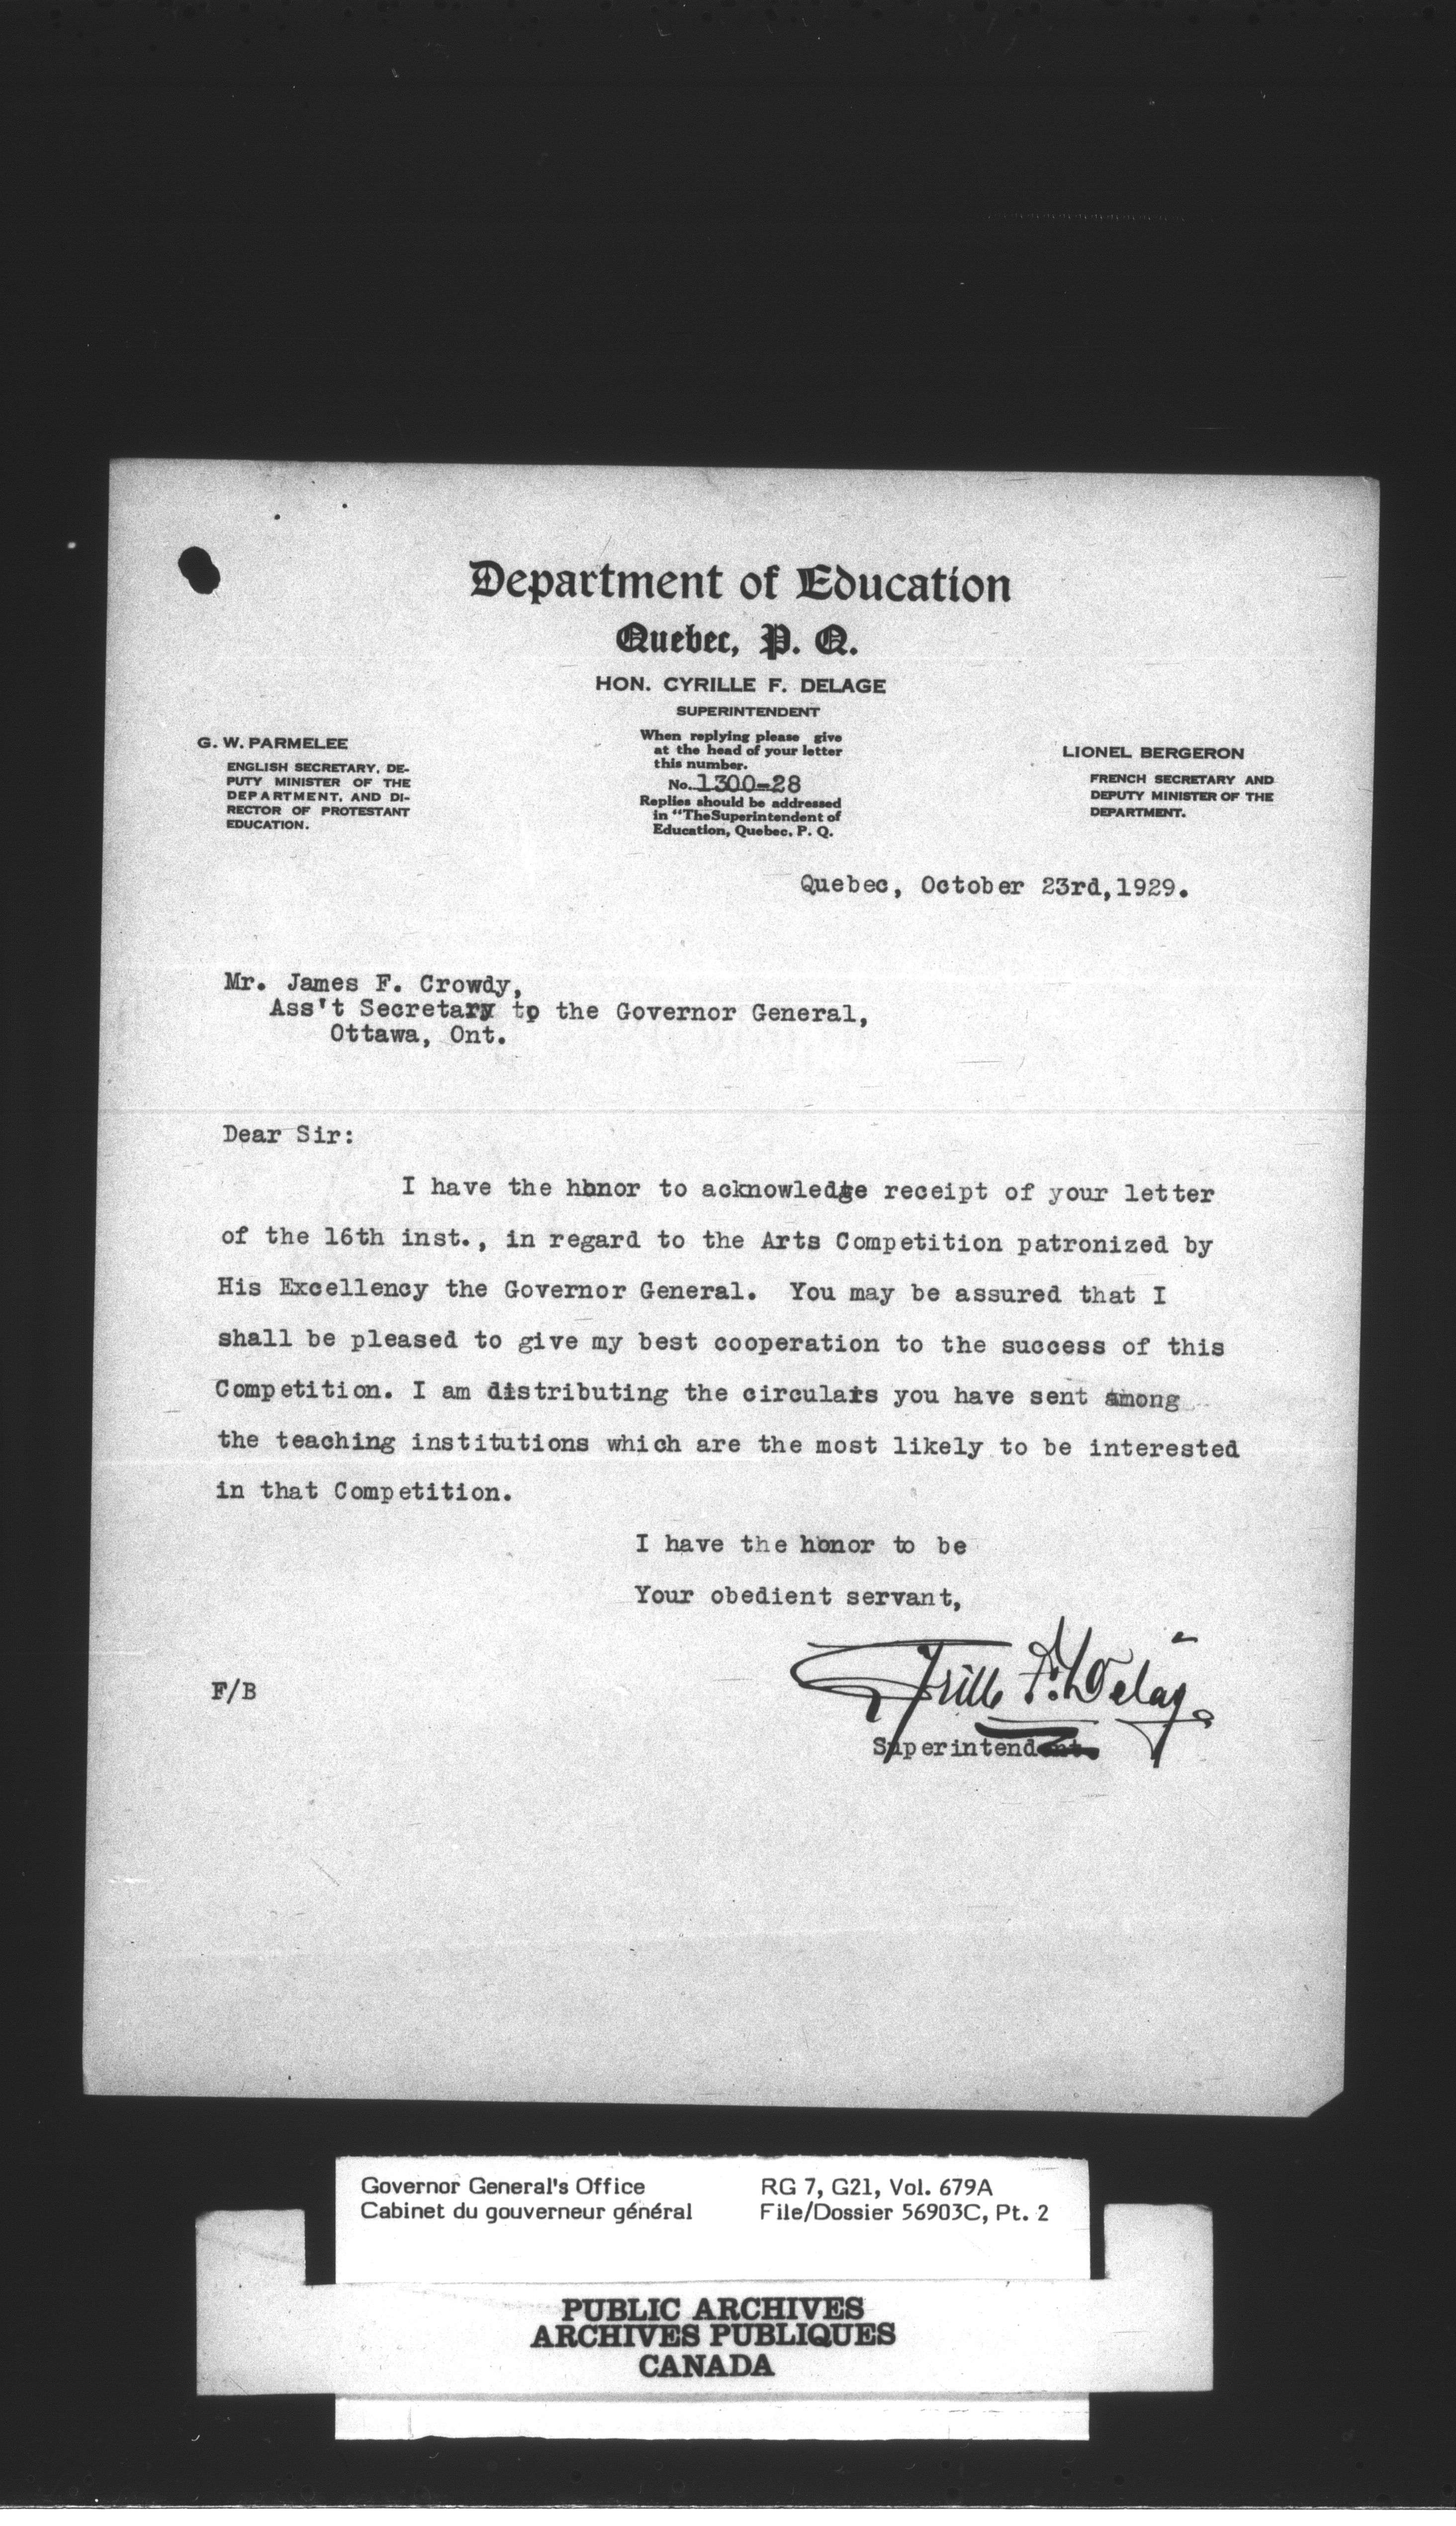 Department of Education
Quebec, P. Q.
HON. CYRILLE F. DELAGE
SUPERINTENDENT
G. W. PARMELEE
ENGLISH SECRETARY, DE-
PUTY MINISTER OF THE
DEPARTMENT, AND DI-
RECTOR OF PROTESTANT
EDUCATION.
When replying please give
at the head of your letter
this number.
No. 1300-28
Replies should be addressed
in "TheSuperintendent of
Education, Quebec, P. Q.
LIONEL BERGERON
FRENCH SECRETARY AND
DEPUTY MINISTER OF THE
DEPARTMENT.
Quebec, October 23rd,1929.
Mr. James F. Crowdy,
Ass't Secretary to the Governor General,
Ottawa, Ont.
Dear Sir:
I have the honor to acknowledge receipt of your letter
of the 16th inst., in regard to the Arts Competition patronized by
His Excellency the Governor General. You may be assured that I
shall be pleased to give my best cooperation to the success of this
Competition. I am distributing the circulars you have sent among
the teaching institutions which are the most likely to be interested
in that Competition.
I have the honor to be
Your obedient servant,
Cyrille F. Delage
F/B
Superintendent.
Governor General's Office
Cabinet du gouverneur général
RG 7, G21, Vol. 679A
File/Dossier 56903C, Pt. 2
PUBLIC ARCHIVES
ARCHIVES PUBLIQUES
CANADA